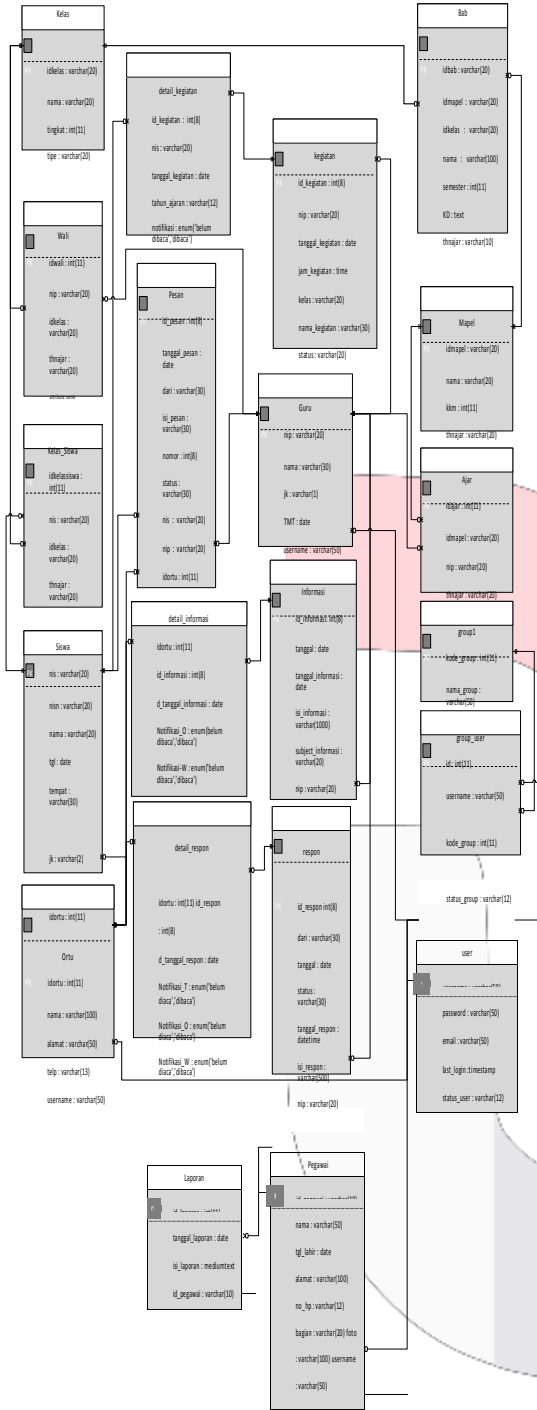 Kelas
idkelas : varchar(20)
nama : varchar(20)
tingkat : int(11)
tipe : varchar(20)
detail_kegiatan
id_kegiatan : int(8)
nis : varchar(20)
tanggal_kegiatan : date
tahun_ajaran : varchar(12)
notifikasi : enum('belum
dibaca','dibaca')
kegiatan
id_kegiatan : int(8)
nip : varchar(20)
tanggal_kegiatan : date
jam_kegiatan : time
kelas : varchar(20)
nama_kegiatan : varchar(30)
status : varchar(20)
Bab
idbab : varchar(20)
idmapel : varchar(20)
idkelas : varchar(20)
nama : varchar(100)
semester : int(11)
KD : text
thnajar : varchar(10)
Wali
idwali : int(11)
nip : varchar(20)
idkelas :
varchar(20)
thnajar :
varchar(20)
Pesan
id_pesan : int(8)
tanggal_pesan :
date
dari : varchar(30)
isi_pesan :
varchar(30)
nomor : int(8)
status :
varchar(30)
nis : varchar(20)
nip : varchar(20)
idortu : int(11)
Guru
nip : varchar(20)
nama : varchar(30)
jk : varchar(1)
TMT : date
username : varchar(50)
Mapel
idmapel : varchar(20)
nama : varchar(20)
kkm : int(11)
thnajar : varchar(20)
Kelas_Siswa
idkelassiswa :
int(11)
nis : varchar(20)
idkelas :
varchar(20)
thnajar :
varchar(20)
Ajar
idajar : int(11)
idmapel : varchar(20)
nip : varchar(20)
thnajar : varchar(20)
Siswa
nis : varchar(20)
nisn : varchar(20)
nama : varchar(20)
tgl : date
tempat :
varchar(30)
jk : varchar(2)
detail_informasi
idortu : int(11)
id_informasi : int(8)
d_tanggal_informasi : date
Notifikasi_O : enum(belum
dibaca','dibaca')
Notifikasi-W : enum('belum
dibaca','dibaca')
Informasi
id_informasi : int(8)
tanggal : date
tanggal_informasi :
date
isi_informasi :
varchar(1000)
subject_informasi :
varchar(20)
nip : varchar(20)
group1
kode_group : int(11)
nama_group :
varchar(50)
group_user
id : int(11)
username : varchar(50)
kode_group : int(11)
status_group : varchar(12)
detail_respon
idortu : int(11) id_respon
: int(8)
d_tanggal_respon : date
Notifikasi_T : enum('belum
diaca','dibaca')
Notifikasi_O : enum('belum
dibaca','dibaca')
Notifikasi_W : enum('belum
dibaca','dibaca')
respon
id_respon int(8)
dari : varchar(30)
tanggal : date
status :
varchar(30)
tanggal_respon :
datetime
isi_respon :
varchar(500)
nip : varchar(20)
idortu : int(11)
Ortu
idortu : int(11)
nama : varchar(100)
alamat : varchar(50)
telp : varchar(13)
username : varchar(50)
user
password : varchar(50)
email : varchar(50)
last_login :timestamp
status_user : varchar(12)
Laporan
tanggal_laporan : date
isi_laporan : mediumtext
id_pegawai : varchar(10)
Pegawai
nama : varchar(50)
tgl_lahir : date
alamat : varchar(100)
no_hp : varchar(12)
bagian : varchar(20) foto
: varchar(100) username
: varchar(50)